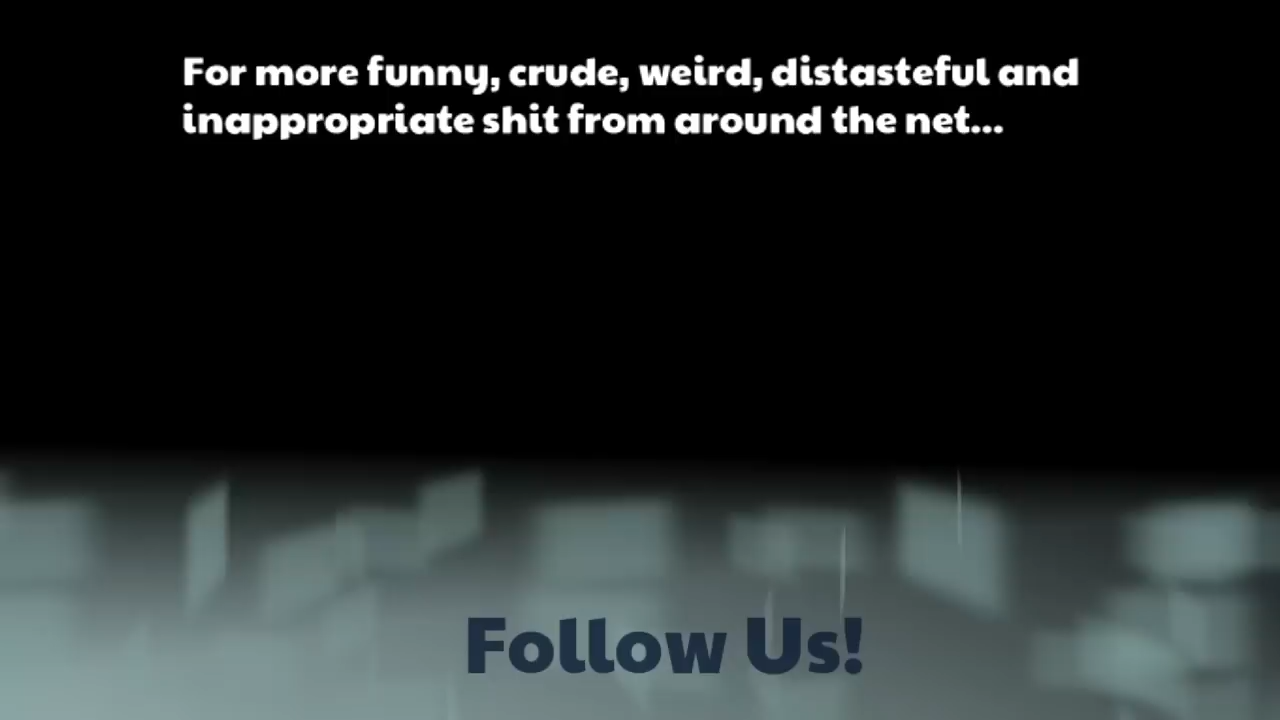 For more funny, crude, weird, distasteful and
inappropriate shit from around the net...
Follow Us!